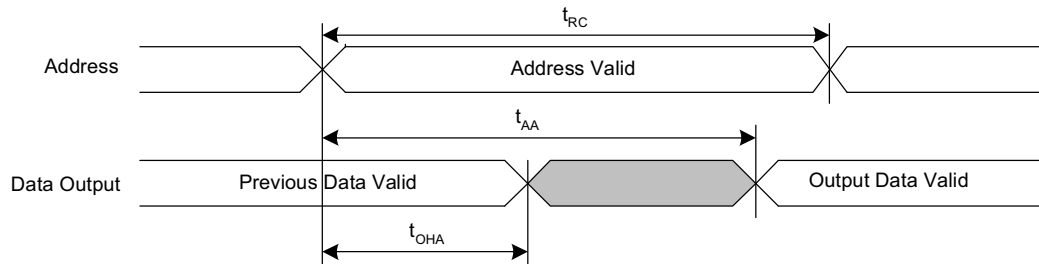 tRC
Address
Address Valid
tAA
Data Output
Previous Data Valid
Output Data Valid
tOHA